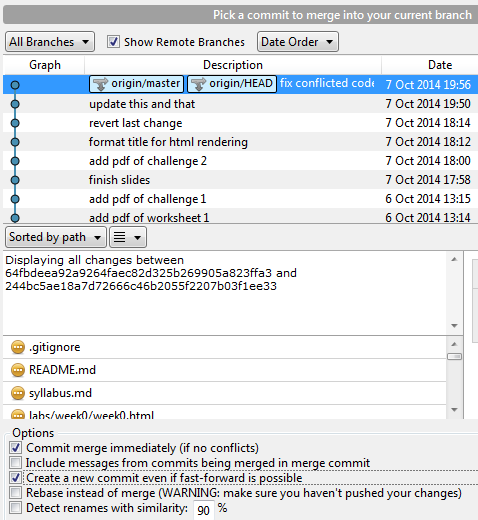 Pick a commit to merge into your current branch
All Branches Show Remote Branches Date Order
Graph Description Date
origin/master origin/HEAD fix conflicted code 7 Oct 2014 19:56
update this and that 7 Oct 2014 19:50
revert last change 7 Oct 2014 18:14
format title for html rendering 7 Oct 2014 18:12
add pdf of challenge 2 7 Oct 2014 18:00
finish slides 7 Oct 2014 17:58
add pdf of challenge 1 6 Oct 2014 13:15
add pdf of worksheet 1 6 Oct 2014 13:14
Sorted by path
Displaying all changes between
64fbdeea92a9264faec82d325b269905a823ffa3 and
244bc5ae18a7d72666c46b2055f2207b03f1ee33
.gitignore
README.md
syllabus.md
labs/week0/week0.html
Options
Commit merge immediately (if no conflicts)
Include messages from commits being merged in merge commit
Create a new commit even if fast-forward is possible
Rebase instead of merge (WARNING: make sure you haven't pushed your changes)
Detect renames with similarity: 90 %